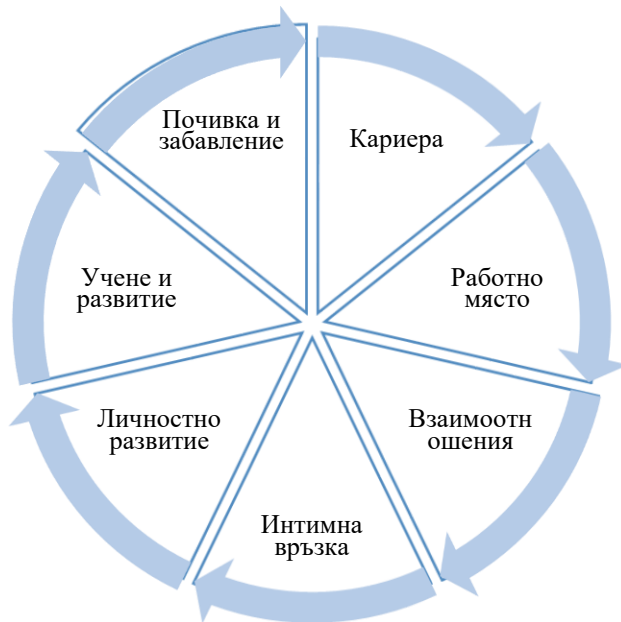 Почивка и
забавление
Кариера
Работно
място
Взаимоотн
ошения
Интимна
връзка
Личностно
развитие
Учене и
развитие